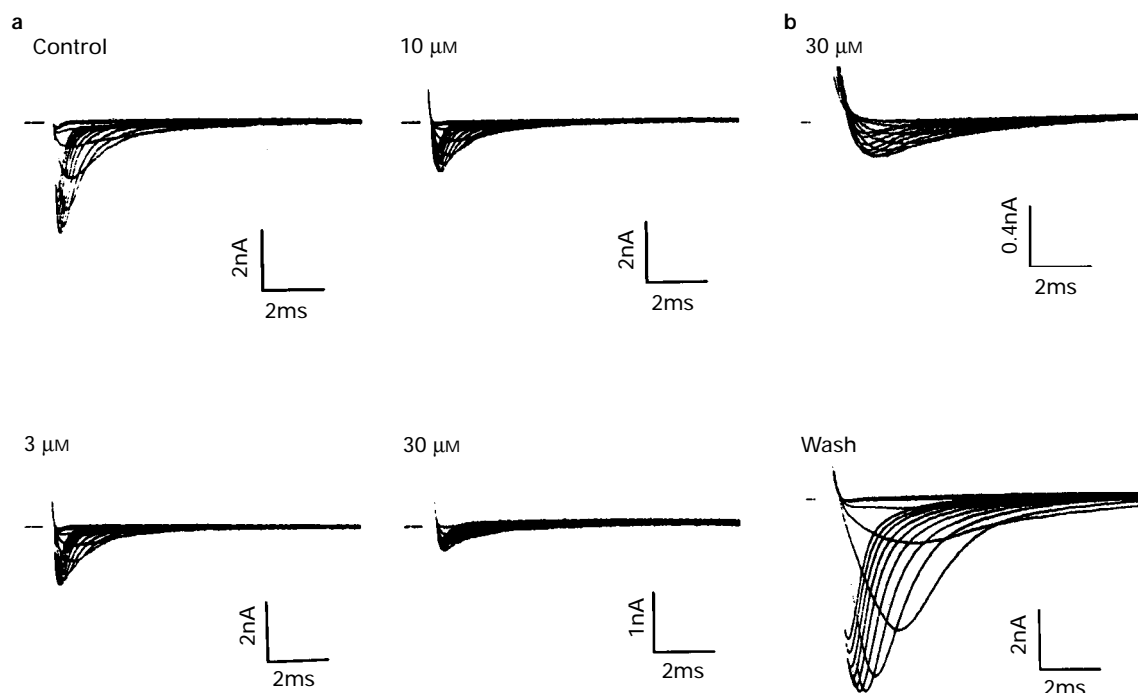 a
Control
2nA
2ms
10 μM
2nA
2ms
3 μM
2nA
2ms
30 μM
1nA
2ms
b
30 μM
0.4nA
2ms
Wash
2nA
2ms